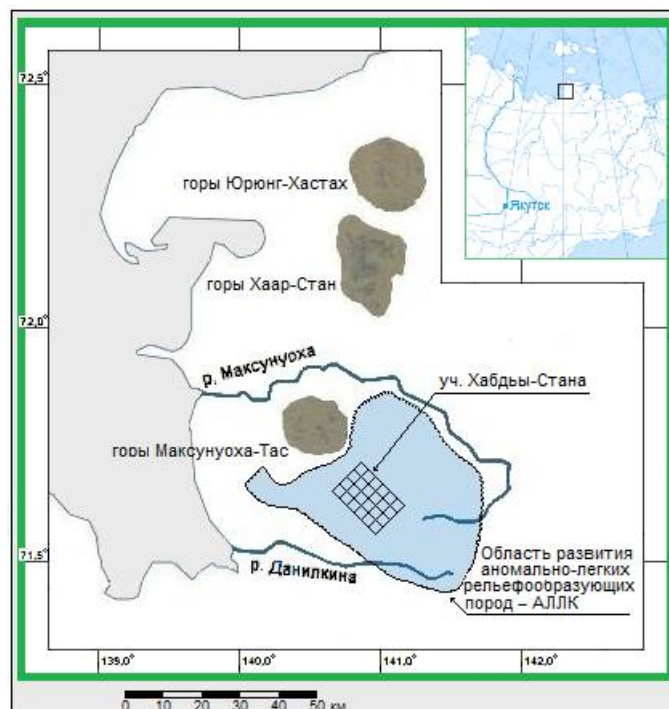 72,5°
Якутск
горы Юрюнг-Хастах
горы Хаар-Стан
72,0°
р. Максунуоха
уч. Хабдьы-Стана
горы Максунуоха-Тас
71,5°
р. Данилкина
Область развития
аномально-легких
рельефообразующих
пород – АЛЛК
139,0°
140,0°
141,0°
142,0°
0 10 20 30 40 50 км